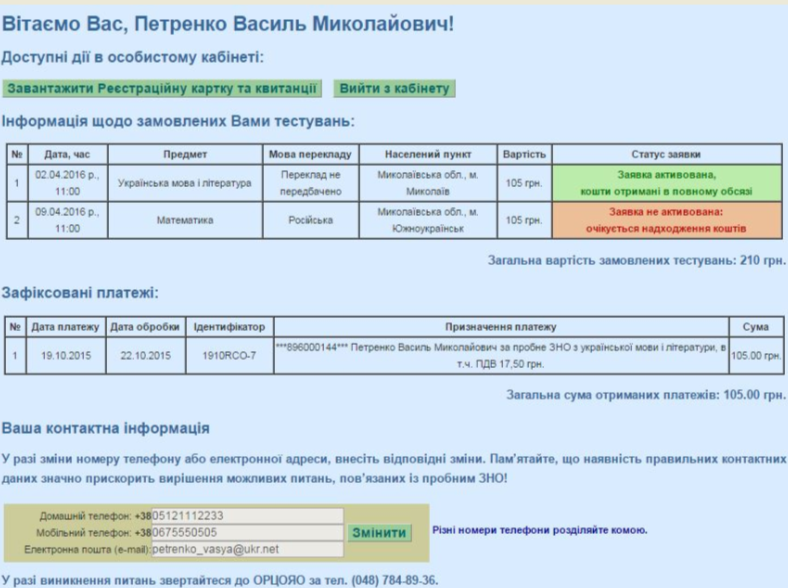 Вітаємо Вас, Петренко Василь Миколайович!
Доступні дії в особистому кабінеті:
Завантажити Реєстраційну картку та квитанції Вийти з кабінету
Інформація щодо замовлених Вами тестувань:
№ Дата, час Предмет Мова перекладу Населений пункт Вартість Статус заявки
1 02.04.2016 р., 11:00 Українська мова і література Переклад не передбачено Миколаївська обл., м. Миколаїв 105 грн. Заявка активована, кошти отримані в повному обсязі
2 09.04.2016 р., 11:00 Математика Російська Миколаївська обл., м. Южноукраїнськ 105 грн. Заявка не активована: очікується надходження коштів
Загальна вартість замовлених тестувань: 210 грн.
Зафіксовані платежі:
№ Дата платежу Дата обробки Ідентифікатор Призначення платежу Сума
1 19.10.2015 22.10.2015 1910RCO-7 ***896000144*** Петренко Василь Миколайович за пробне ЗНО з української мови і літератури, в т.ч. ПДВ 17,50 грн. 105.00 грн.
Загальна сума отриманих платежів: 105.00 грн.
Ваша контактна інформація
У разі зміни номеру телефону або електронної адреси, внесіть відповідні зміни. Пам'ятайте, що наявність правильних контактних
даних значно прискорить вирішення можливих питань, пов'язаних із пробним ЗНО!
Домашній телефон: +38 05121112233
Мобільний телефон: +38 0675550505 Змінити Різні номери телефони розділяйте комою.
Електронна пошта (e-mail): petrenko_vasya@ukr.net
У разі виникнення питань звертайтеся до ОРЦОЯО за тел. (048) 784-89-36.